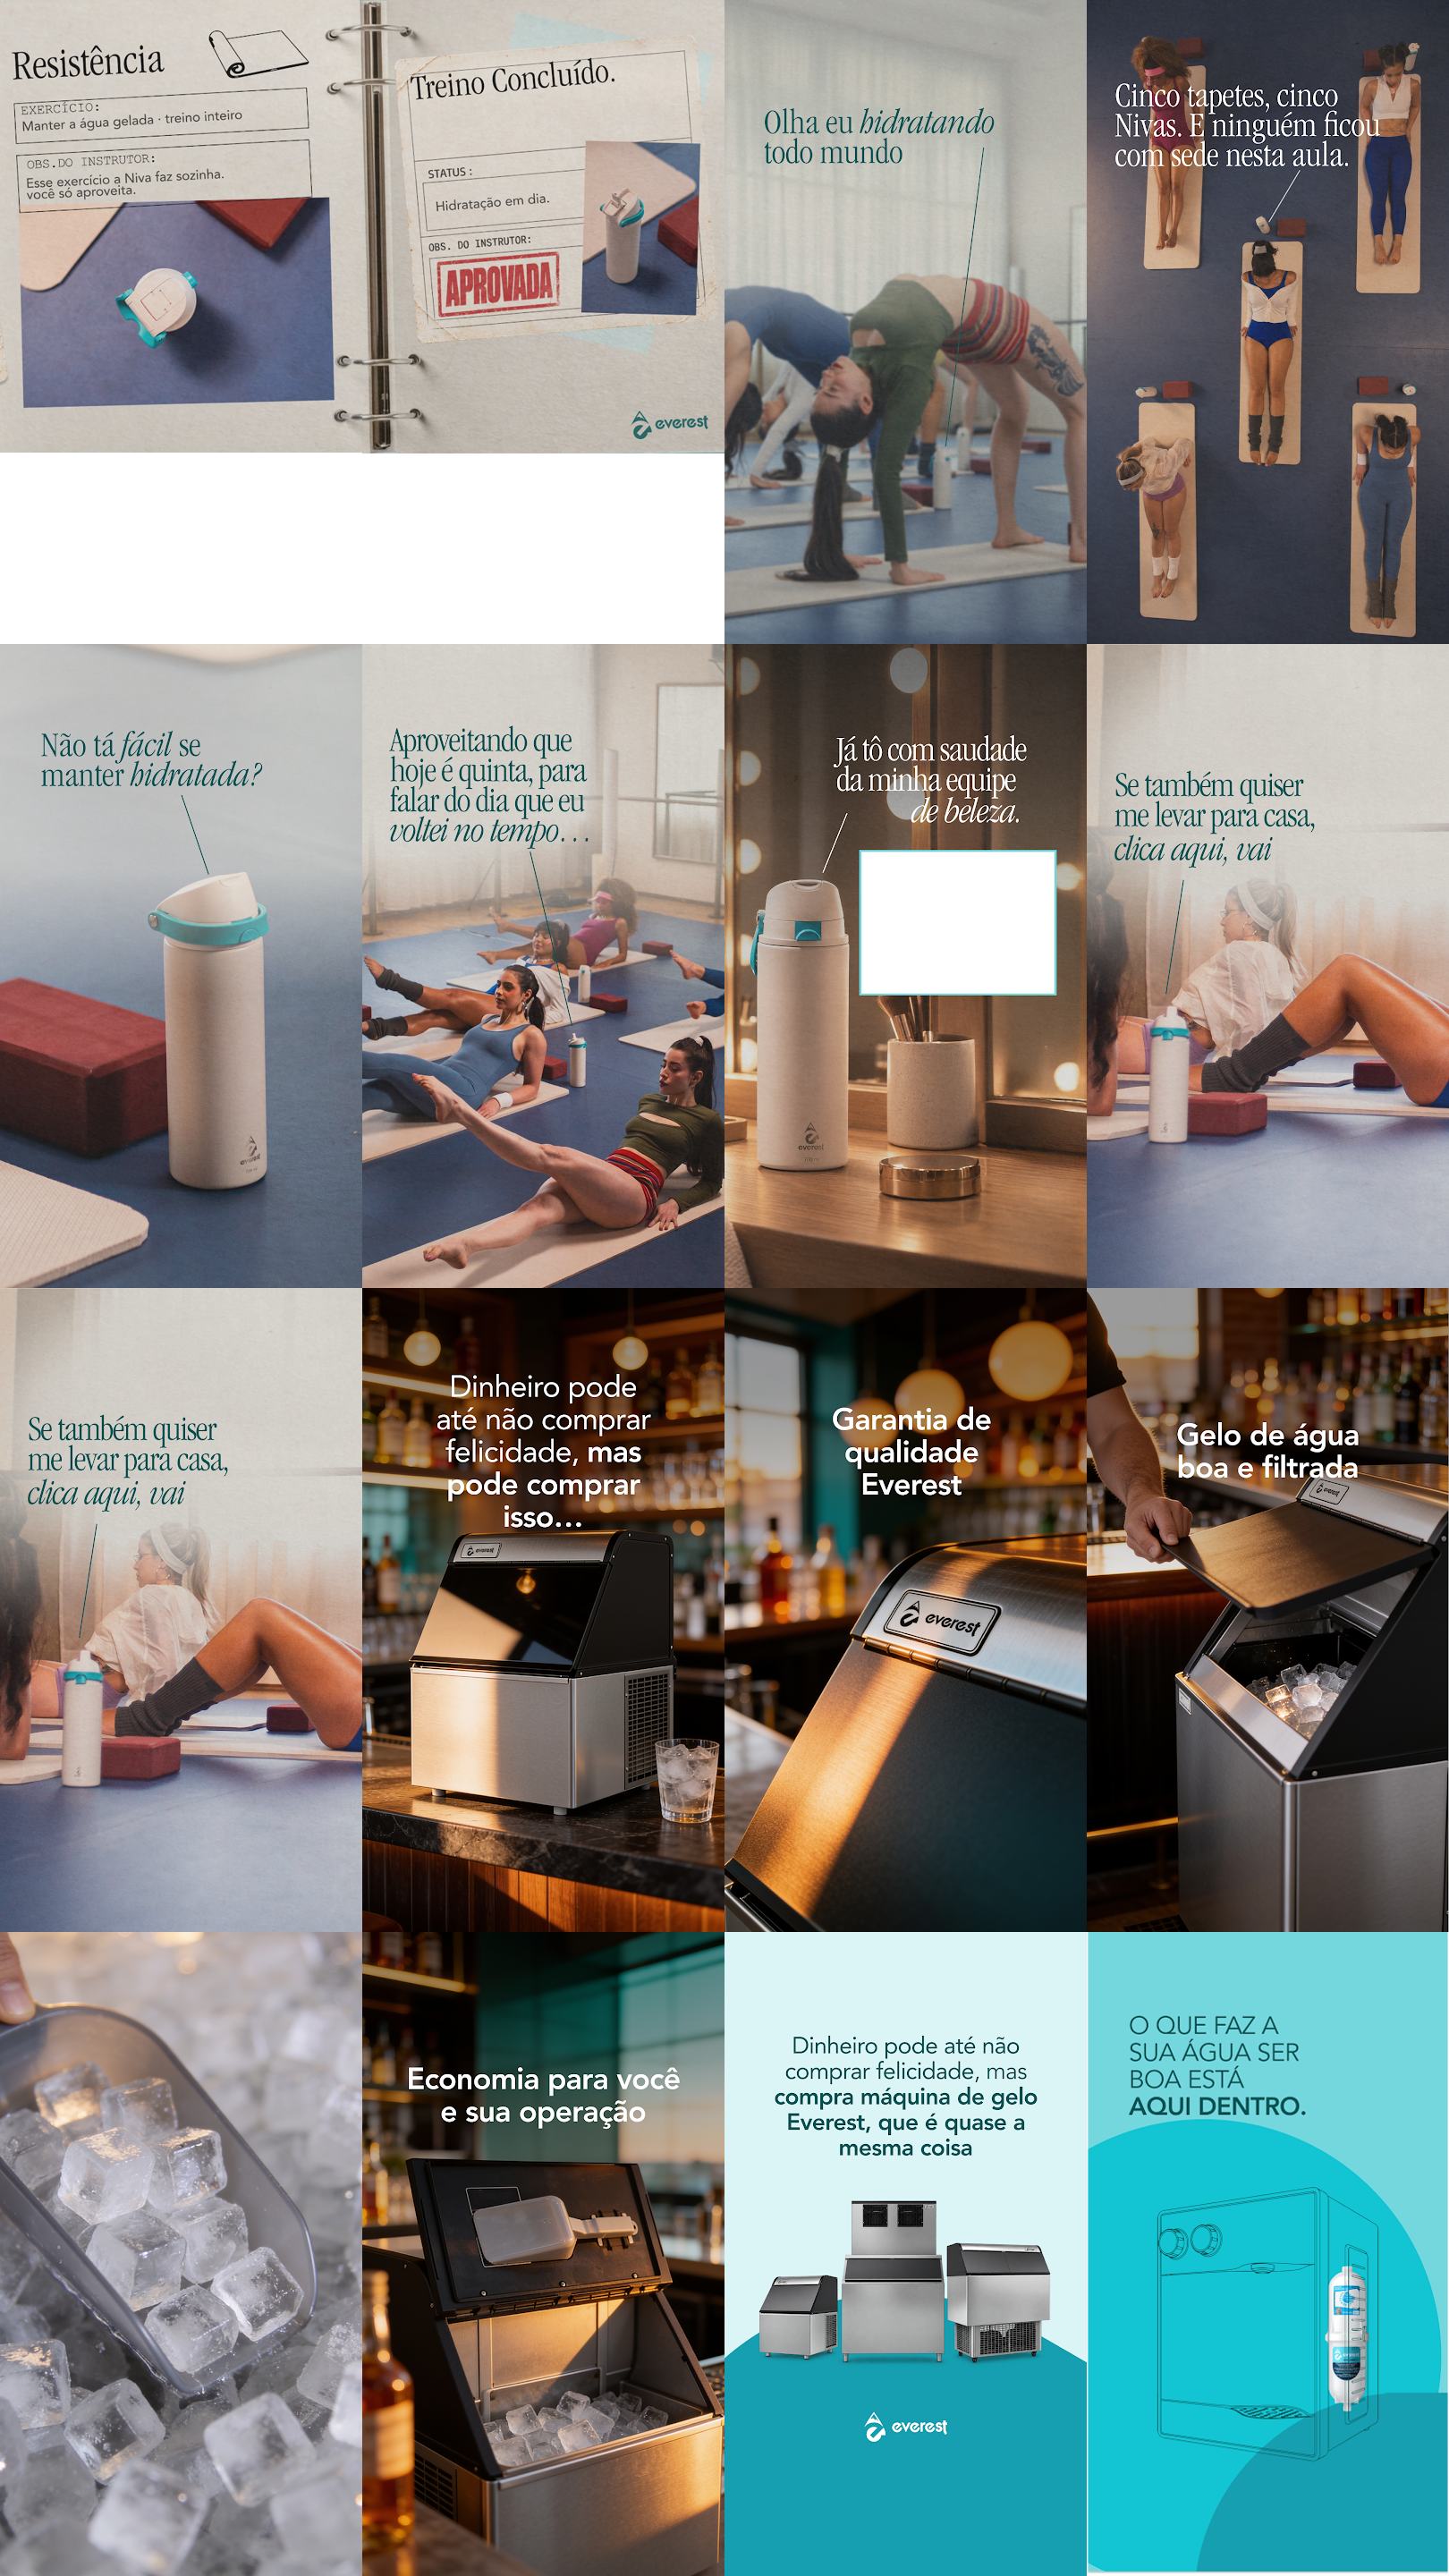 Resistência
EXERCÍCIO:
Manter a água gelada · treino inteiro
OBS.DO INSTRUTOR:
Esse exercício a Niva faz sozinha.
você só aproveita.
Treino Concluído.
STATUS:
Hidratação em dia.
OBS. DO INSTRUTOR:
APROVADA
everest
Olha eu hidratando
todo mundo
Cinco tapetes, cinco
Nivas. E ninguém ficou
com sede nesta aula.
Não tá fácil se
manter hidratada?
everest
Aproveitando que
hoje é quinta, para
falar do dia que eu
voltei no tempo...
Já tô com saudade
da minha equipe
de beleza.
everest
Se também quiser
me levar para casa,
clica aqui, vai
Se também quiser
me levar para casa,
clica aqui, vai
Dinheiro pode
até não comprar
felicidade, mas
pode comprar
isso...
everest
Garantia de
qualidade
Everest
everest
Gelo de água
boa e filtrada
everest
Economia para você
e sua operação
Dinheiro pode até não
comprar felicidade, mas
compra máquina de gelo
Everest, que é quase a
mesma coisa
everest
O QUE FAZ A
SUA ÁGUA SER
BOA ESTÁ
AQUI DENTRO.